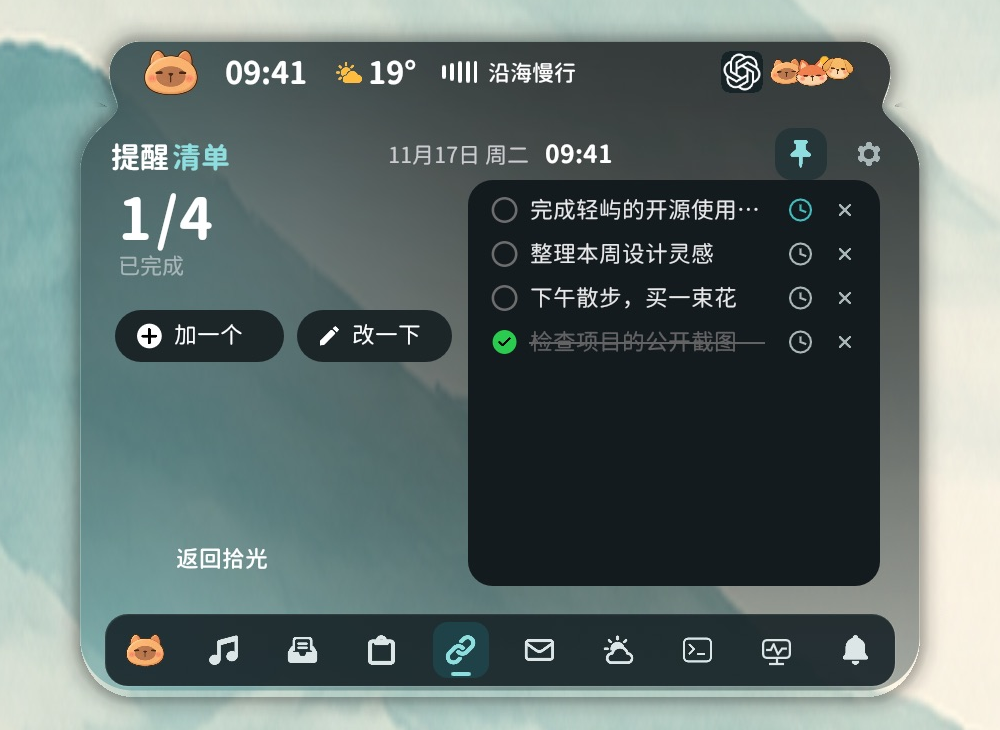 09:41 19° 沿海慢行
提醒清单 11月17日 周二 09:41
1/4
已完成
加一个 改一下
完成轻屿的开源使用…
整理本周设计灵感
下午散步，买一束花
检查项目的公开截图
返回拾光